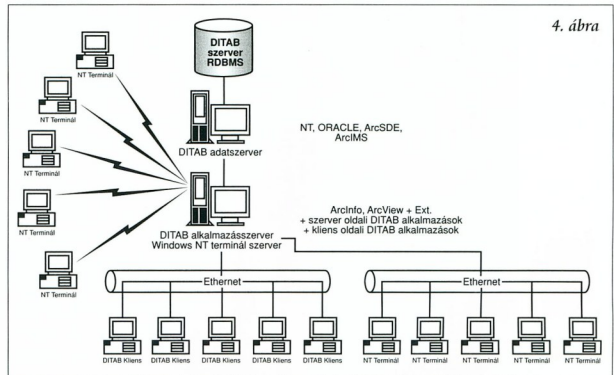 4. ábra
DITAB
szerver
RDBMS
NT Terminál
NT Terminál
NT Terminál
NT Terminál
NT Terminál
DITAB adatszerver
NT, ORACLE, ArcSDE,
ArcIMS
DITAB alkalmazásszerver
Windows NT terminál szerver
ArcInfo, ArcView + Ext.
+ szerver oldali DITAB alkalmazások
+ kliens oldali DITAB alkalmazások
Ethernet
Ethernet
DITAB Kliens
DITAB Kliens
DITAB Kliens
DITAB Kliens
DITAB Kliens
NT Terminál
NT Terminál
NT Terminál
NT Terminál
NT Terminál